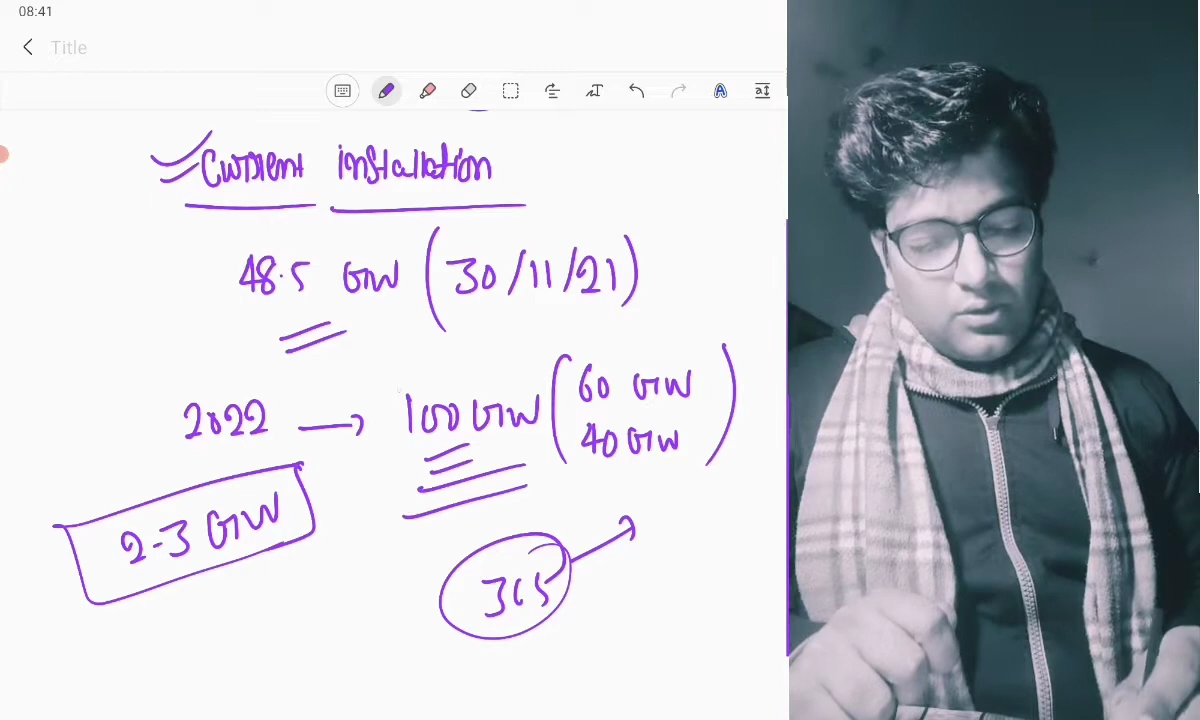 08:41
Title
Current installation
48.5 GW (30/11/21)
2022 → 100 GW (60 GW
40 GW)
2-3 GW
365